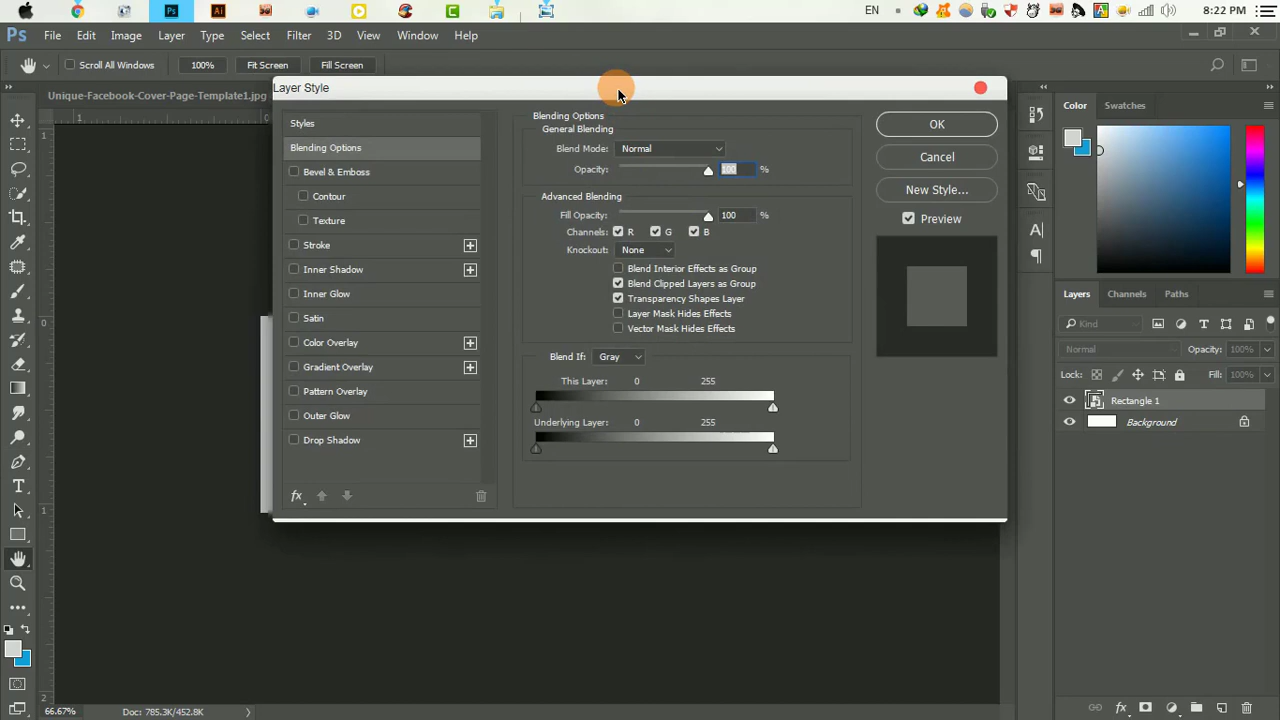 EN
8:22 PM
Ps
File Edit Image Layer Type Select Filter 3D View Window Help
Scroll All Windows 100% Fit Screen Fill Screen
Unique-Facebook-Cover-Page-Template1.jpg
Layer Style
Styles
Blending Options
Bevel & Emboss
Contour
Texture
Stroke
Inner Shadow
Inner Glow
Satin
Color Overlay
Gradient Overlay
Pattern Overlay
Outer Glow
Drop Shadow
fx
Blending Options
General Blending
Blend Mode: Normal
Opacity: 100 %
Advanced Blending
Fill Opacity: 100 %
Channels: R G B
Knockout: None
Blend Interior Effects as Group
Blend Clipped Layers as Group
Transparency Shapes Layer
Layer Mask Hides Effects
Vector Mask Hides Effects
Blend If: Gray
This Layer: 0 255
Underlying Layer: 0 255
OK
Cancel
New Style...
Preview
Color Swatches
Layers Channels Paths
Kind
Normal Opacity: 100%
Lock: Fill: 100%
Rectangle 1
Background
66.67% Doc: 785.3K/452.8K